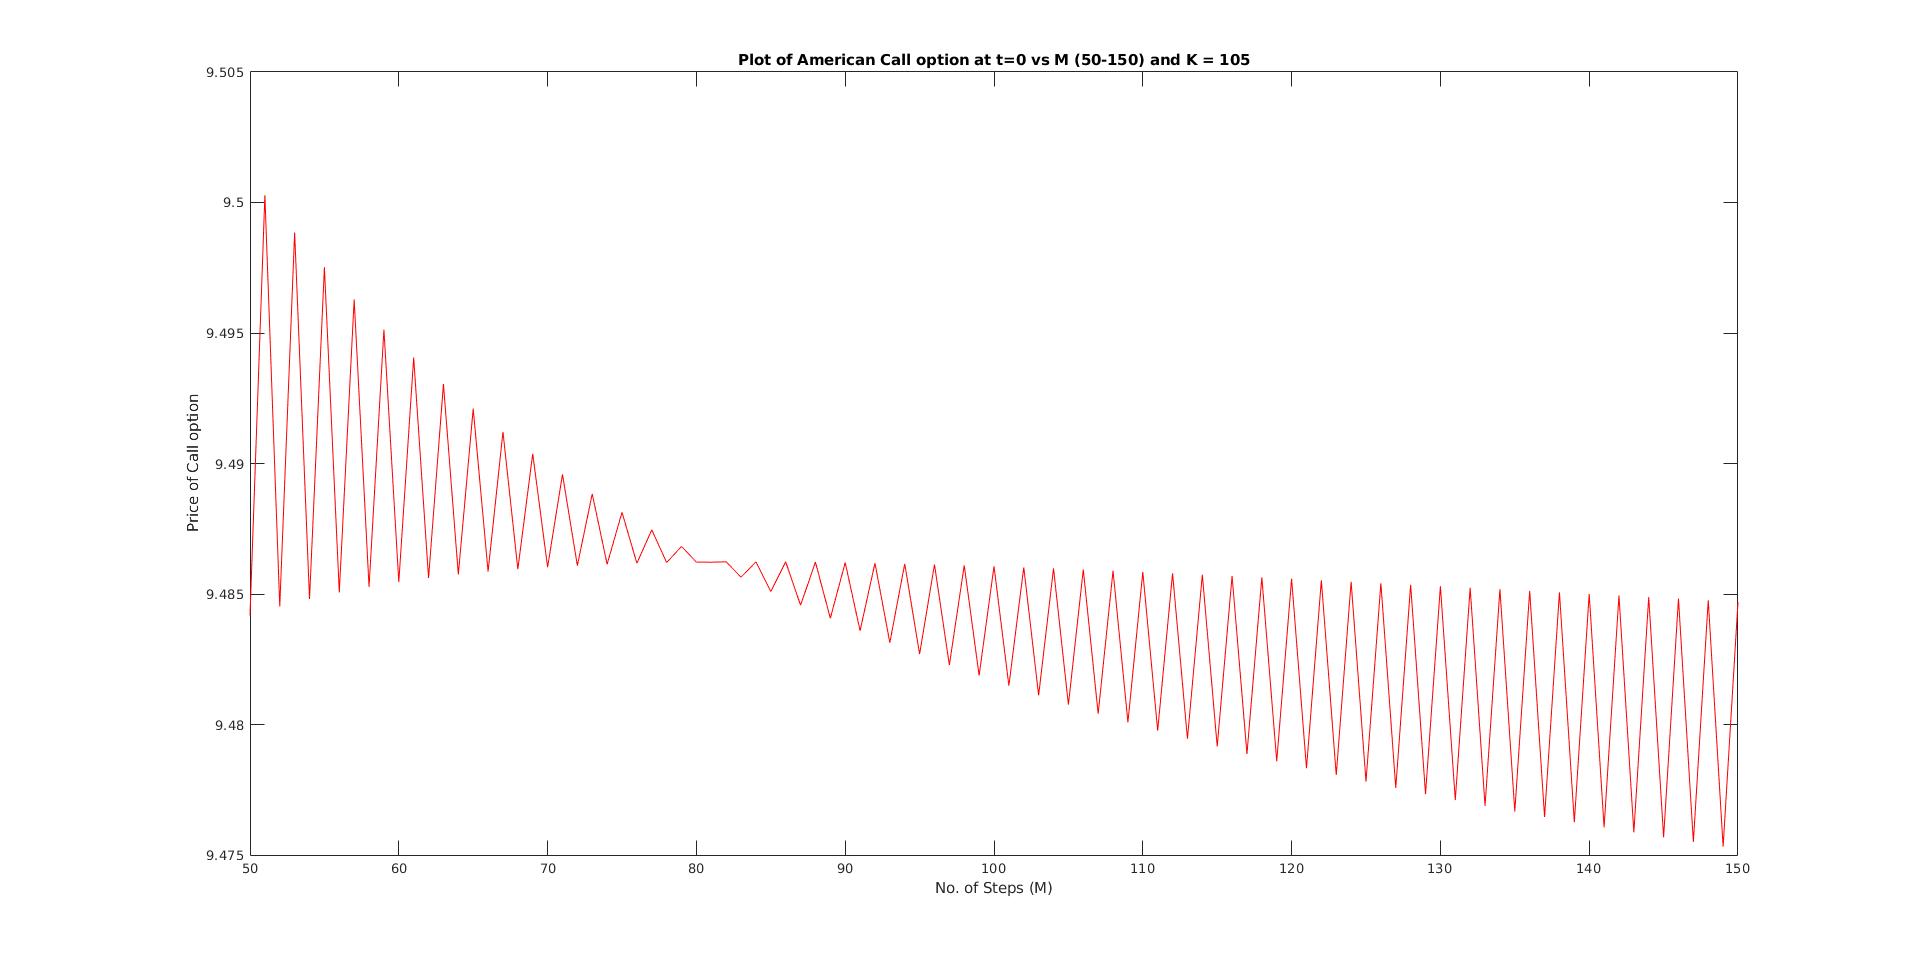 Plot of American Call option at t=0 vs M (50-150) and K = 105
9.505
9.5
9.495
9.49
9.485
9.48
9.475
Price of Call option
50 60 70 80 90 100 110 120 130 140 150
No. of Steps (M)